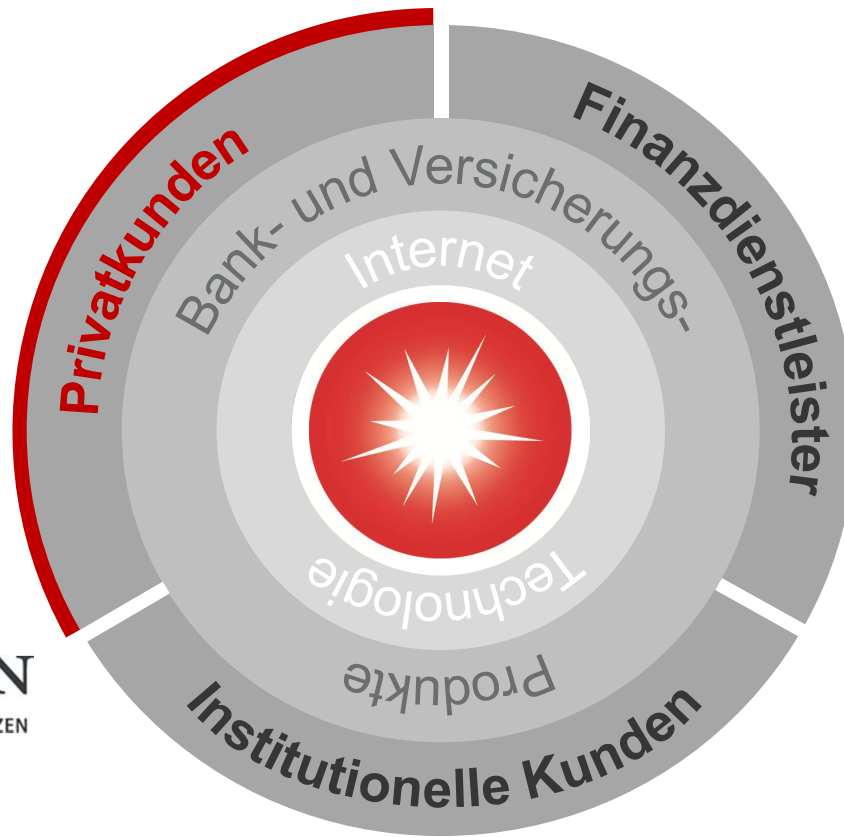 Privatkunden
Finanzdienstleister
Bank- und Versicherungs-
Internet
Technologie
Produkte
Institutionelle Kunden